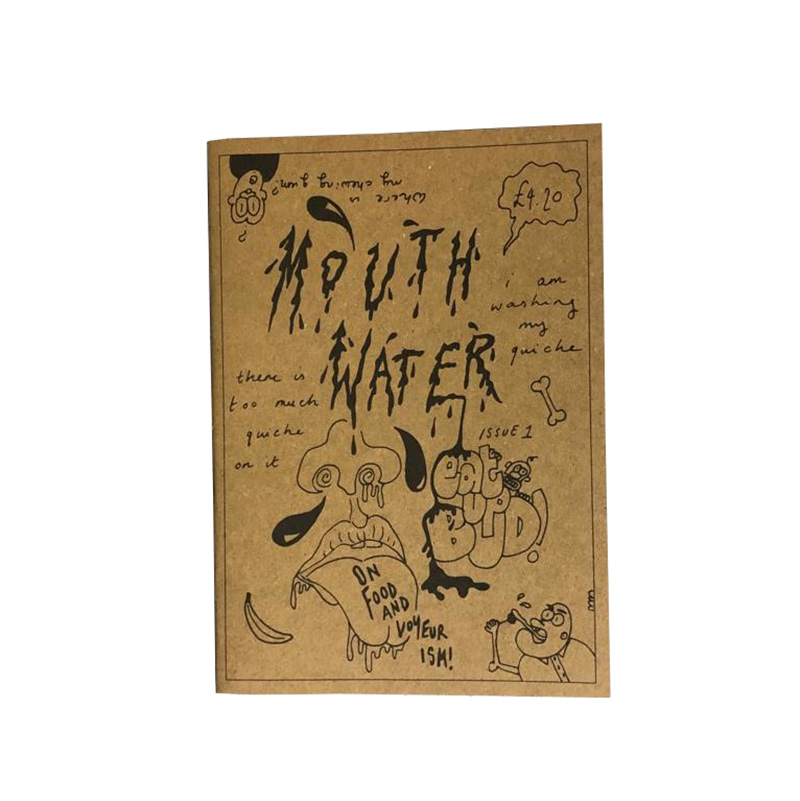 where is
my chewing gum?
£4.20
MOUTH
WATER
i am
washing
my
quiche
there is
too much
quiche
on it
ISSUE 1
eat
UP
BUD!
ON
FOOD
AND
VOYEUR
ISM!